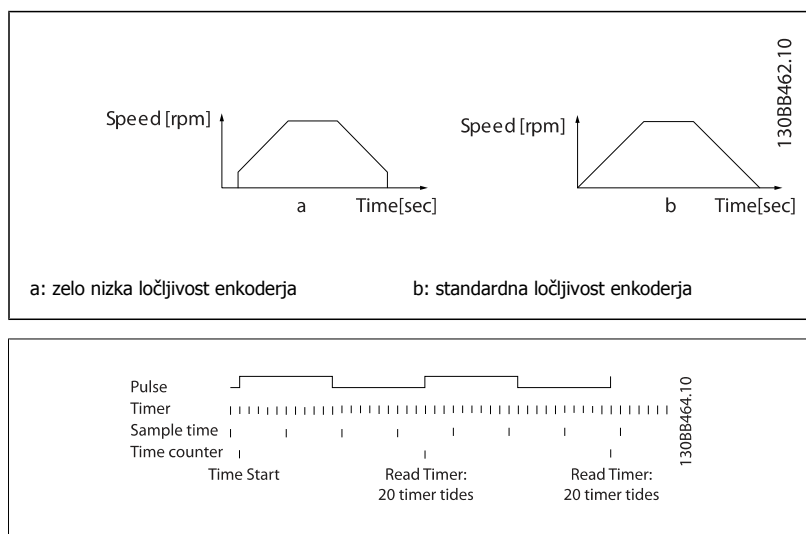 130BB462.10
Speed [rpm]
a
Time[sec]
Speed [rpm]
b
Time[sec]
a: zelo nizka ločljivost enkoderja
b: standardna ločljivost enkoderja
130BB464.10
Pulse
Timer
Sample time
Time counter
Time Start
Read Timer:
20 timer tides
Read Timer:
20 timer tides